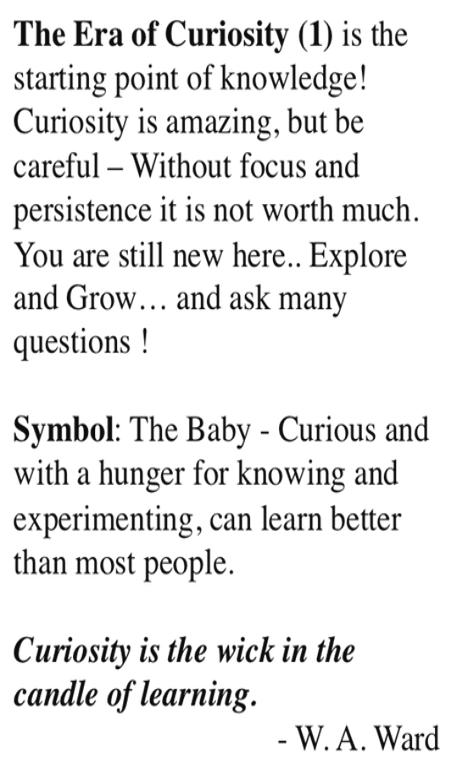 The Era of Curiosity (1) is the
starting point of knowledge!
Curiosity is amazing, but be
careful – Without focus and
persistence it is not worth much.
You are still new here.. Explore
and Grow… and ask many
questions !
Symbol: The Baby - Curious and
with a hunger for knowing and
experimenting, can learn better
than most people.
Curiosity is the wick in the
candle of learning.
- W. A. Ward